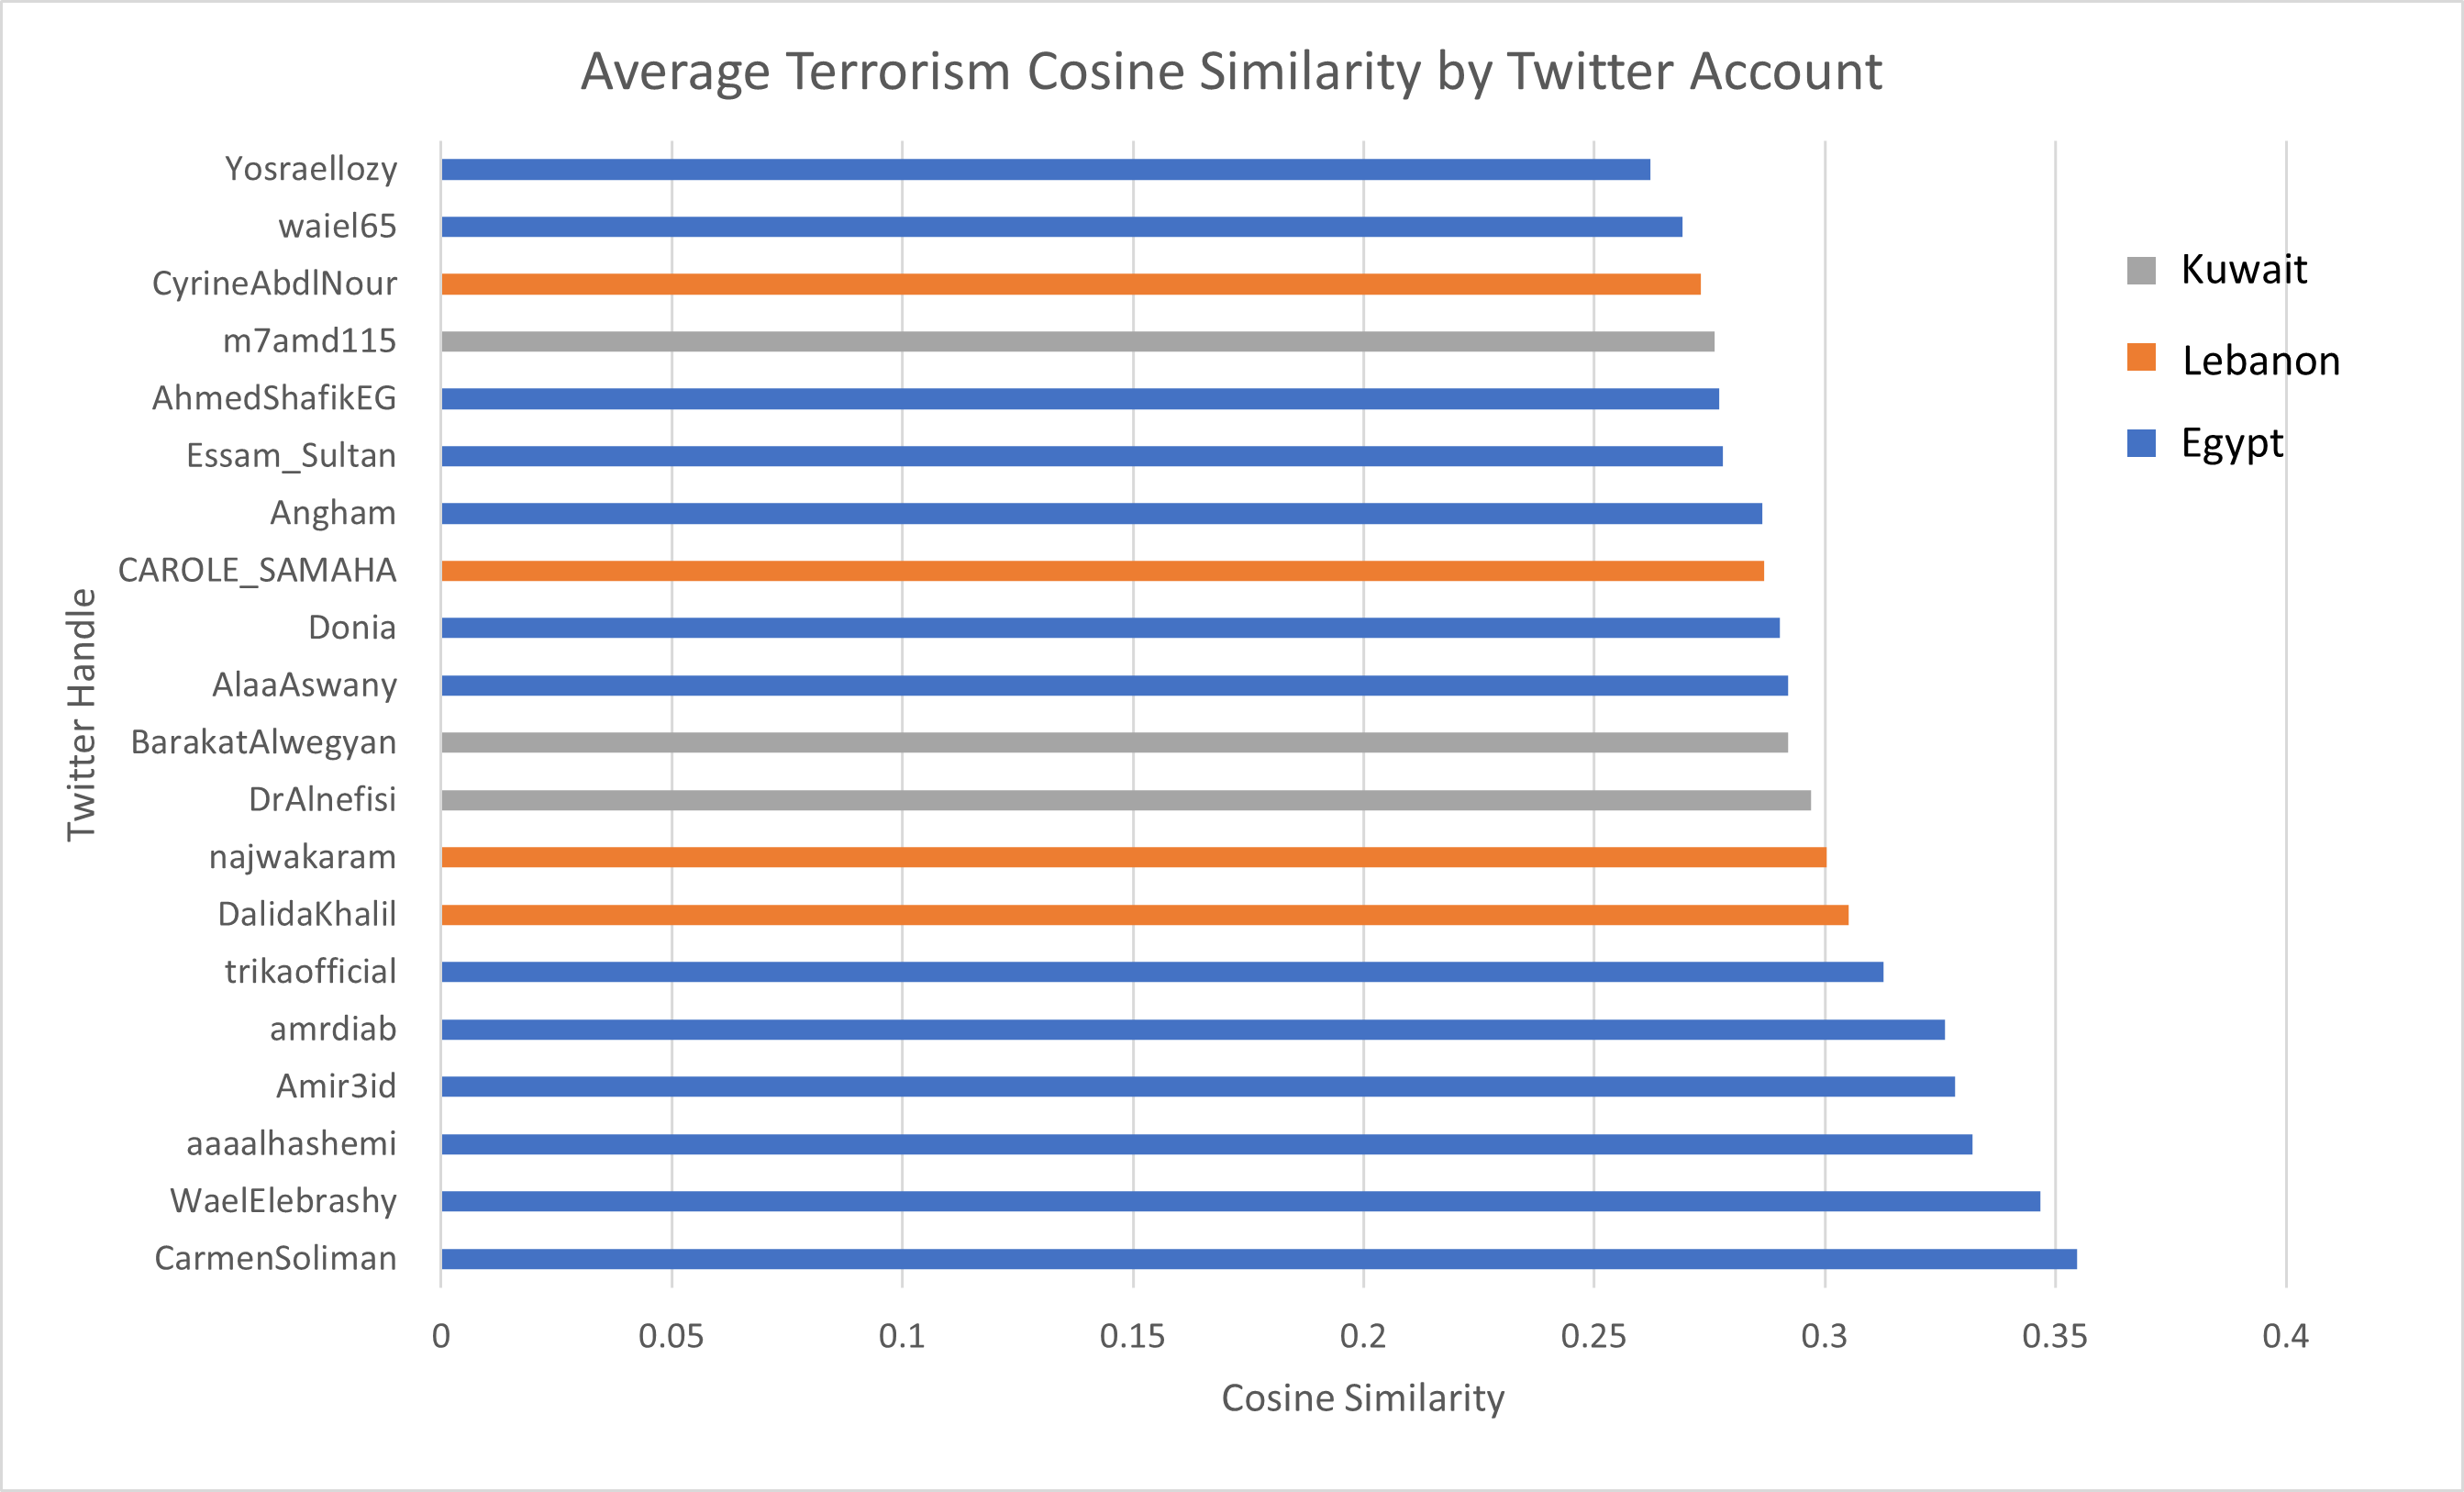 Average Terrorism Cosine Similarity by Twitter Account
Yosraellozy
waiel65
CyrineAbdlNour
m7amd115
AhmedShafikEG
Essam_Sultan
Angham
CAROLE_SAMAHA
Donia
AlaaAswany
BarakatAlwegyan
DrAlnefisi
najwakaram
DalidaKhalil
trikaofficial
amrdiab
Amir3id
aaaalhashemi
WaelElebrashy
CarmenSoliman
Twitter Handle
0 0.05 0.1 0.15 0.2 0.25 0.3 0.35 0.4
Cosine Similarity
Kuwait
Lebanon
Egypt